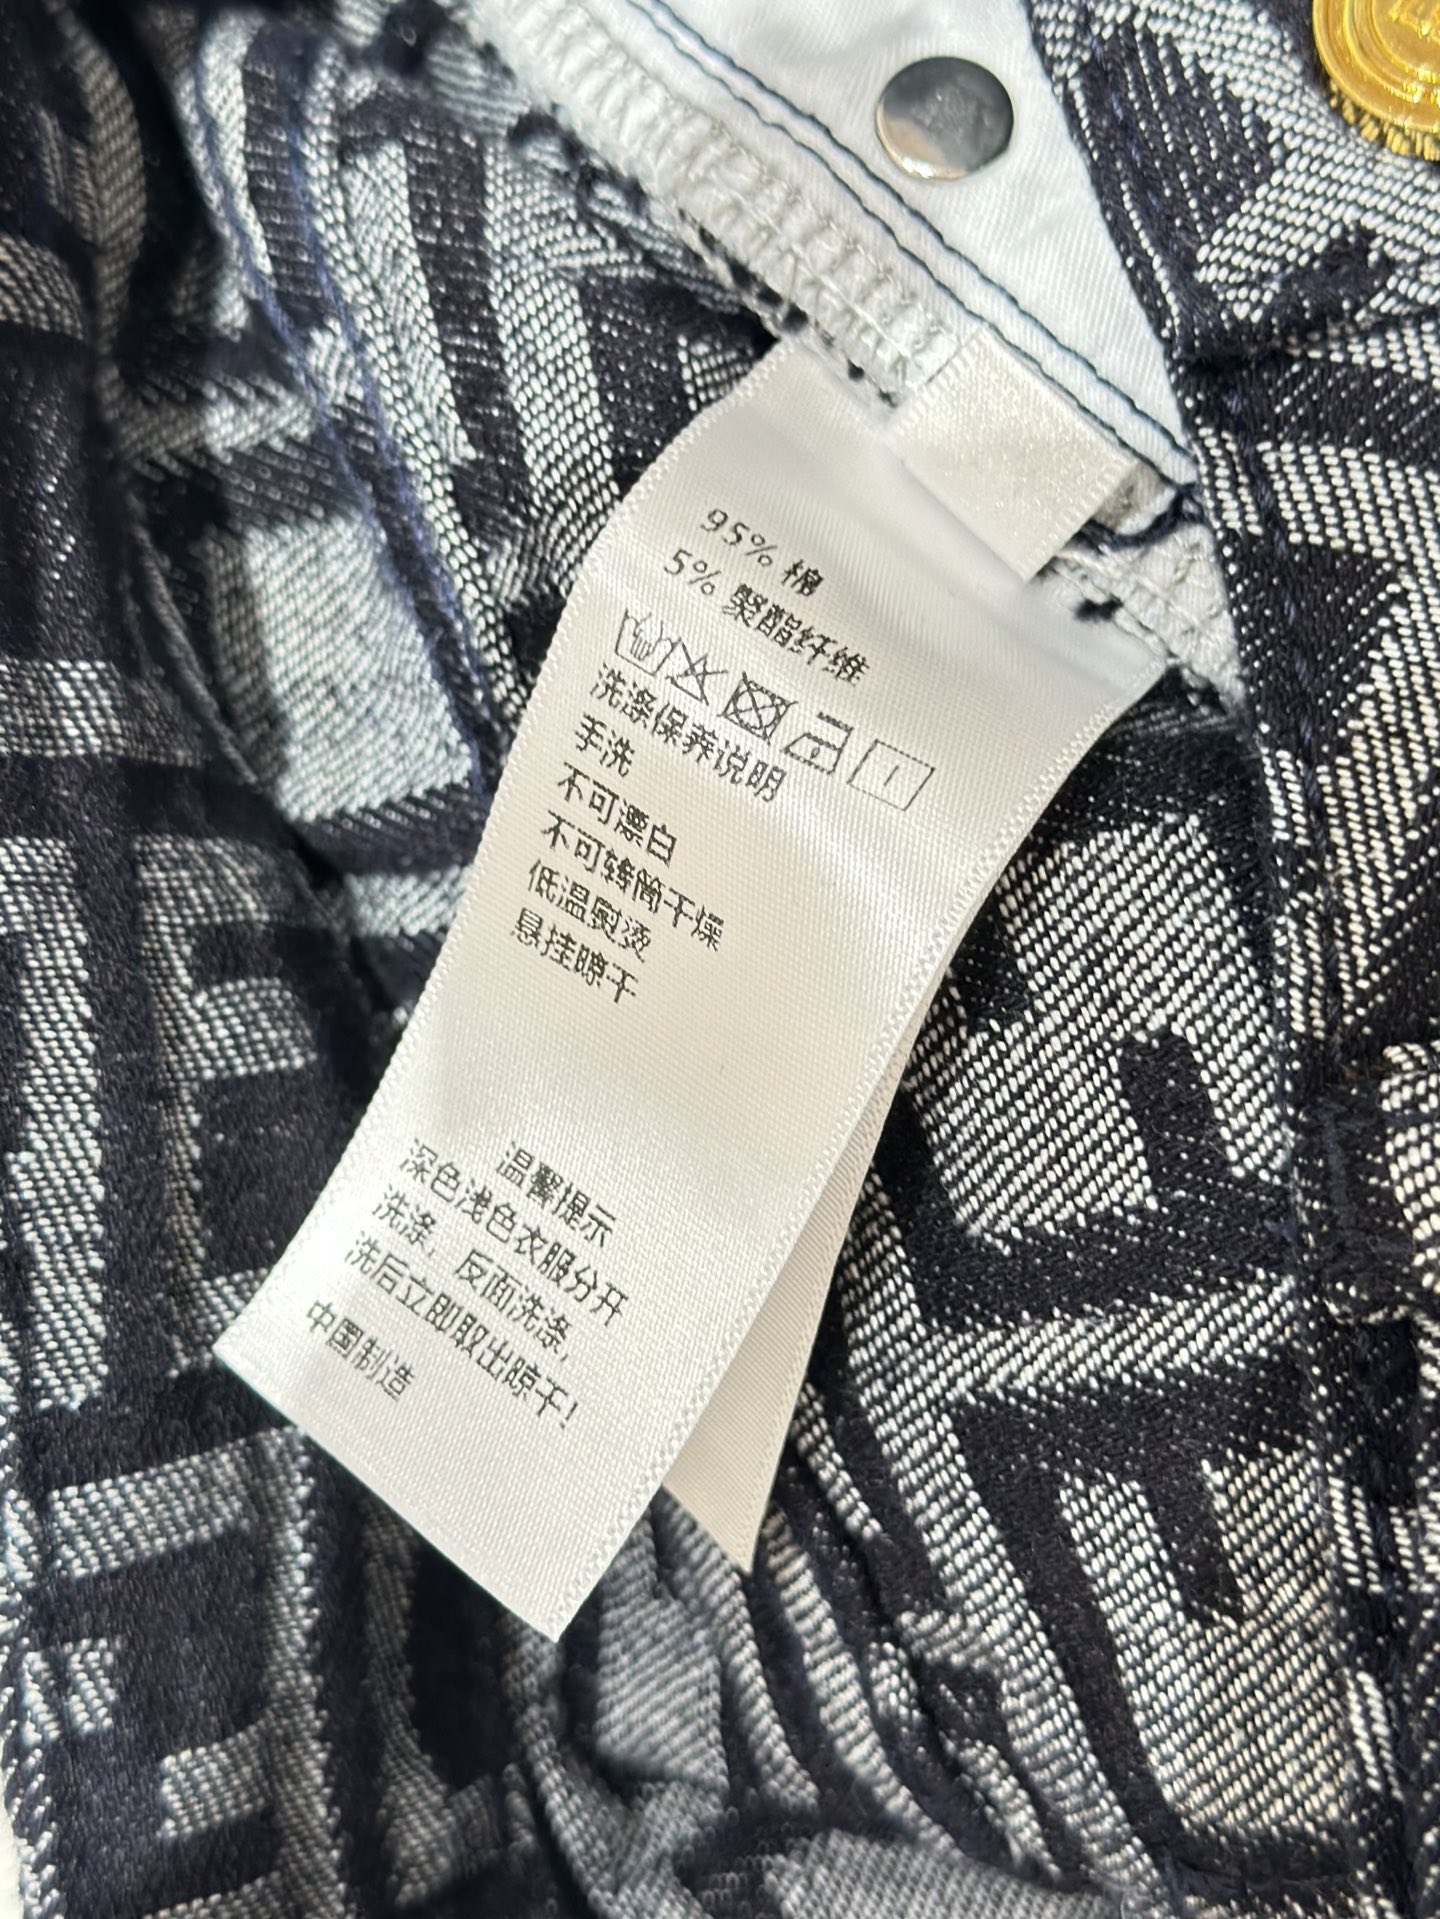 95% 棉
5% 聚酯纤维
洗涤保养说明
手洗
不可漂白
不可转筒干燥
低温熨烫
悬挂晾干
温馨提示
深色浅色衣服分开
洗涤，反面洗涤,
洗后立即取出晾干!
中国制造